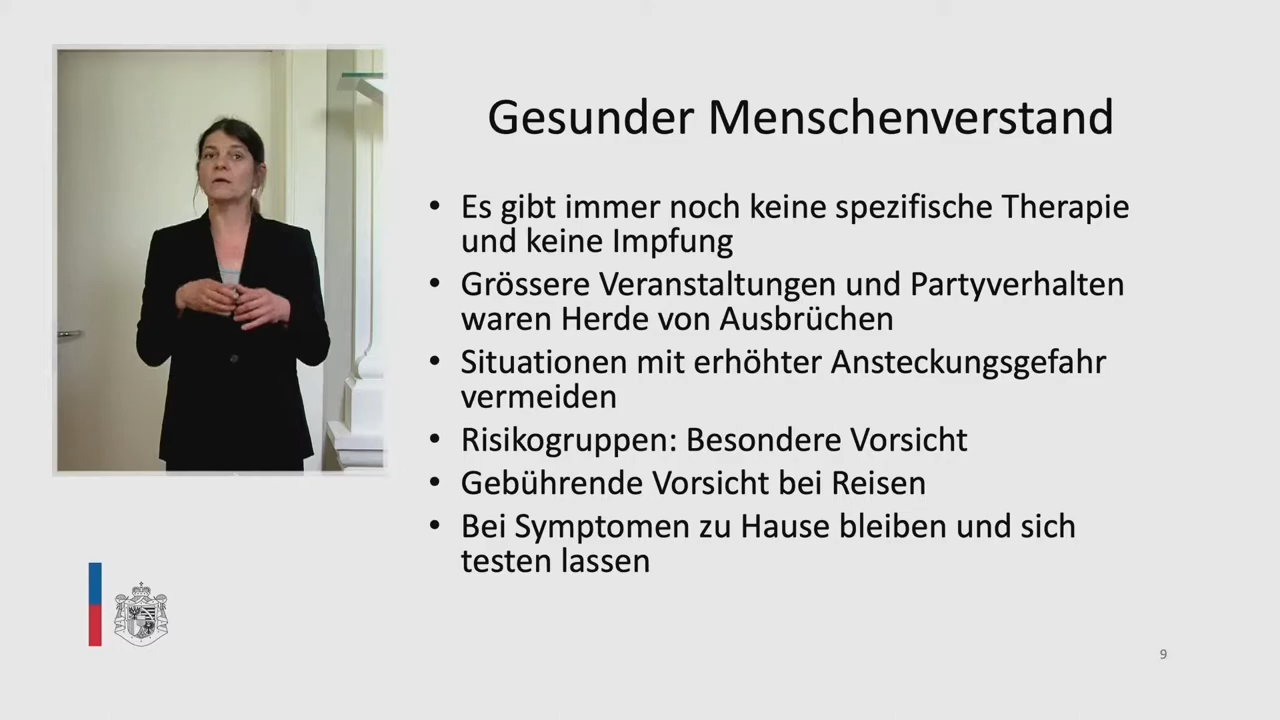 Gesunder Menschenverstand
• Es gibt immer noch keine spezifische Therapie
und keine Impfung
• Grössere Veranstaltungen und Partyverhalten
waren Herde von Ausbrüchen
• Situationen mit erhöhter Ansteckungsgefahr
vermeiden
• Risikogruppen: Besondere Vorsicht
• Gebührende Vorsicht bei Reisen
• Bei Symptomen zu Hause bleiben und sich
testen lassen
9